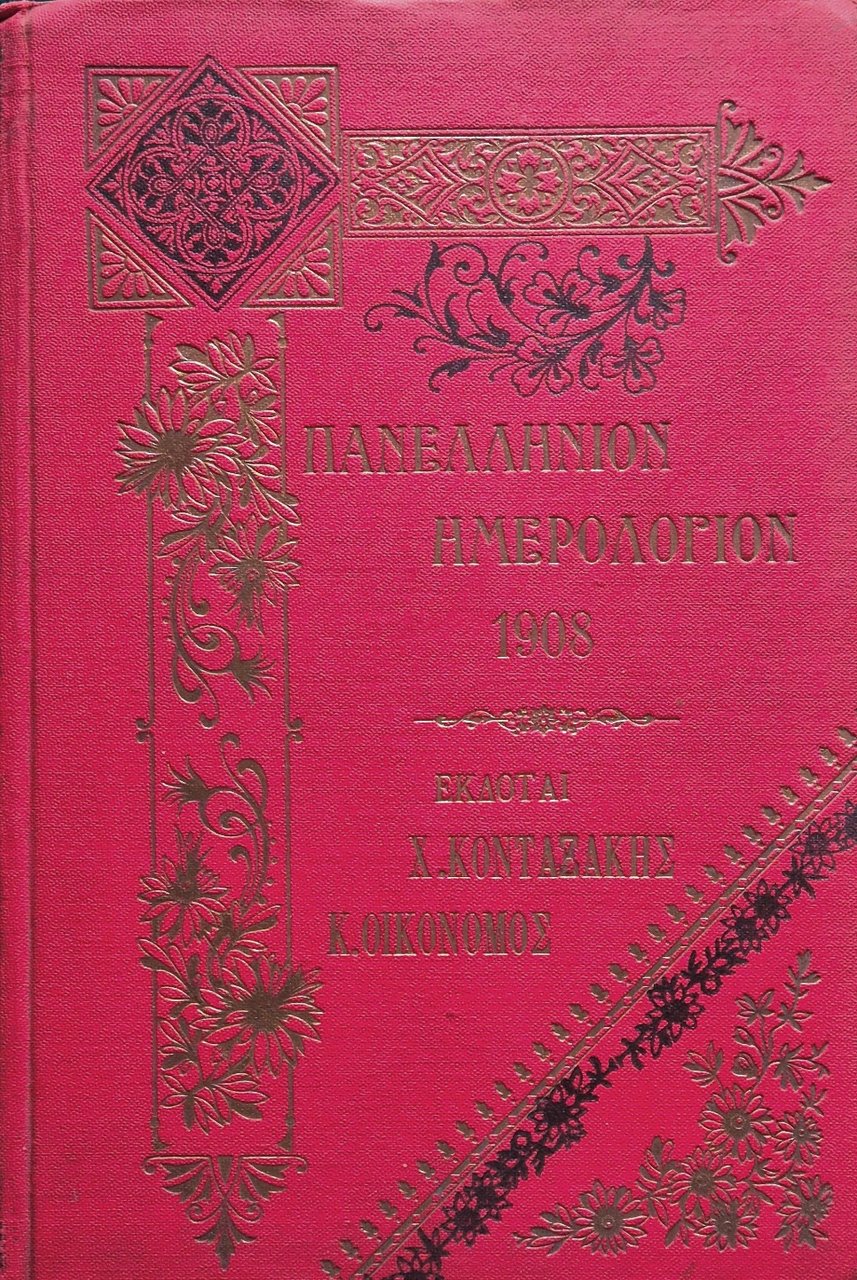 ΠΑΝΕΛΛΗΝΙΟΝ
ΗΜΕΡΟΛΟΓΙΟΝ
1908
ΕΚΔΟΤΑΙ
Χ.ΚΟΝΤΑΞΑΚΗΣ
Κ.ΟΙΚΟΝΟΜΟΣ